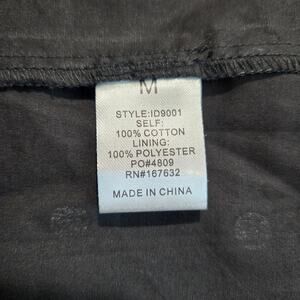 M
STYLE:ID9001
SELF:
100% COTTON
LINING:
100% POLYESTER
PO#4809
RN#167632
MADE IN CHINA